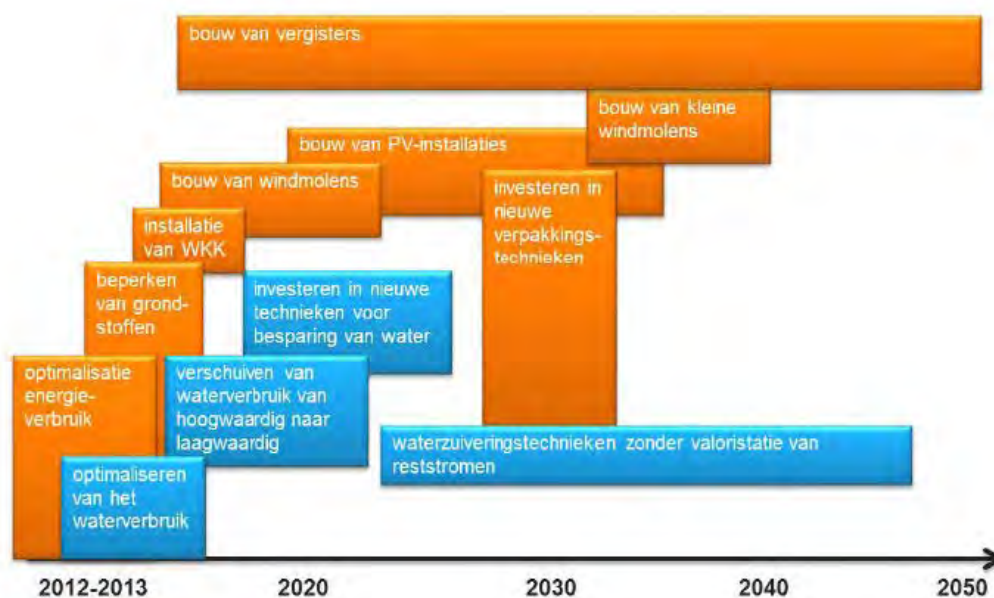 bouw van vergisters
bouw van kleine
windmolens
bouw van PV-installaties
bouw van windmolens
investeren in
nieuwe
verpakkings-
technieken
installatie
van WKK
beperken
van grond-
stoffen
investeren in nieuwe
technieken voor
besparing van water
optimalisatie
energie-
verbruik
verschuiven van
waterverbruik van
hoogwaardig naar
laagwaardig
waterzuiveringstechnieken zonder valoristatie van
reststromen
optimaliseren
van het
waterverbruik
2012-2013
2020
2030
2040
2050